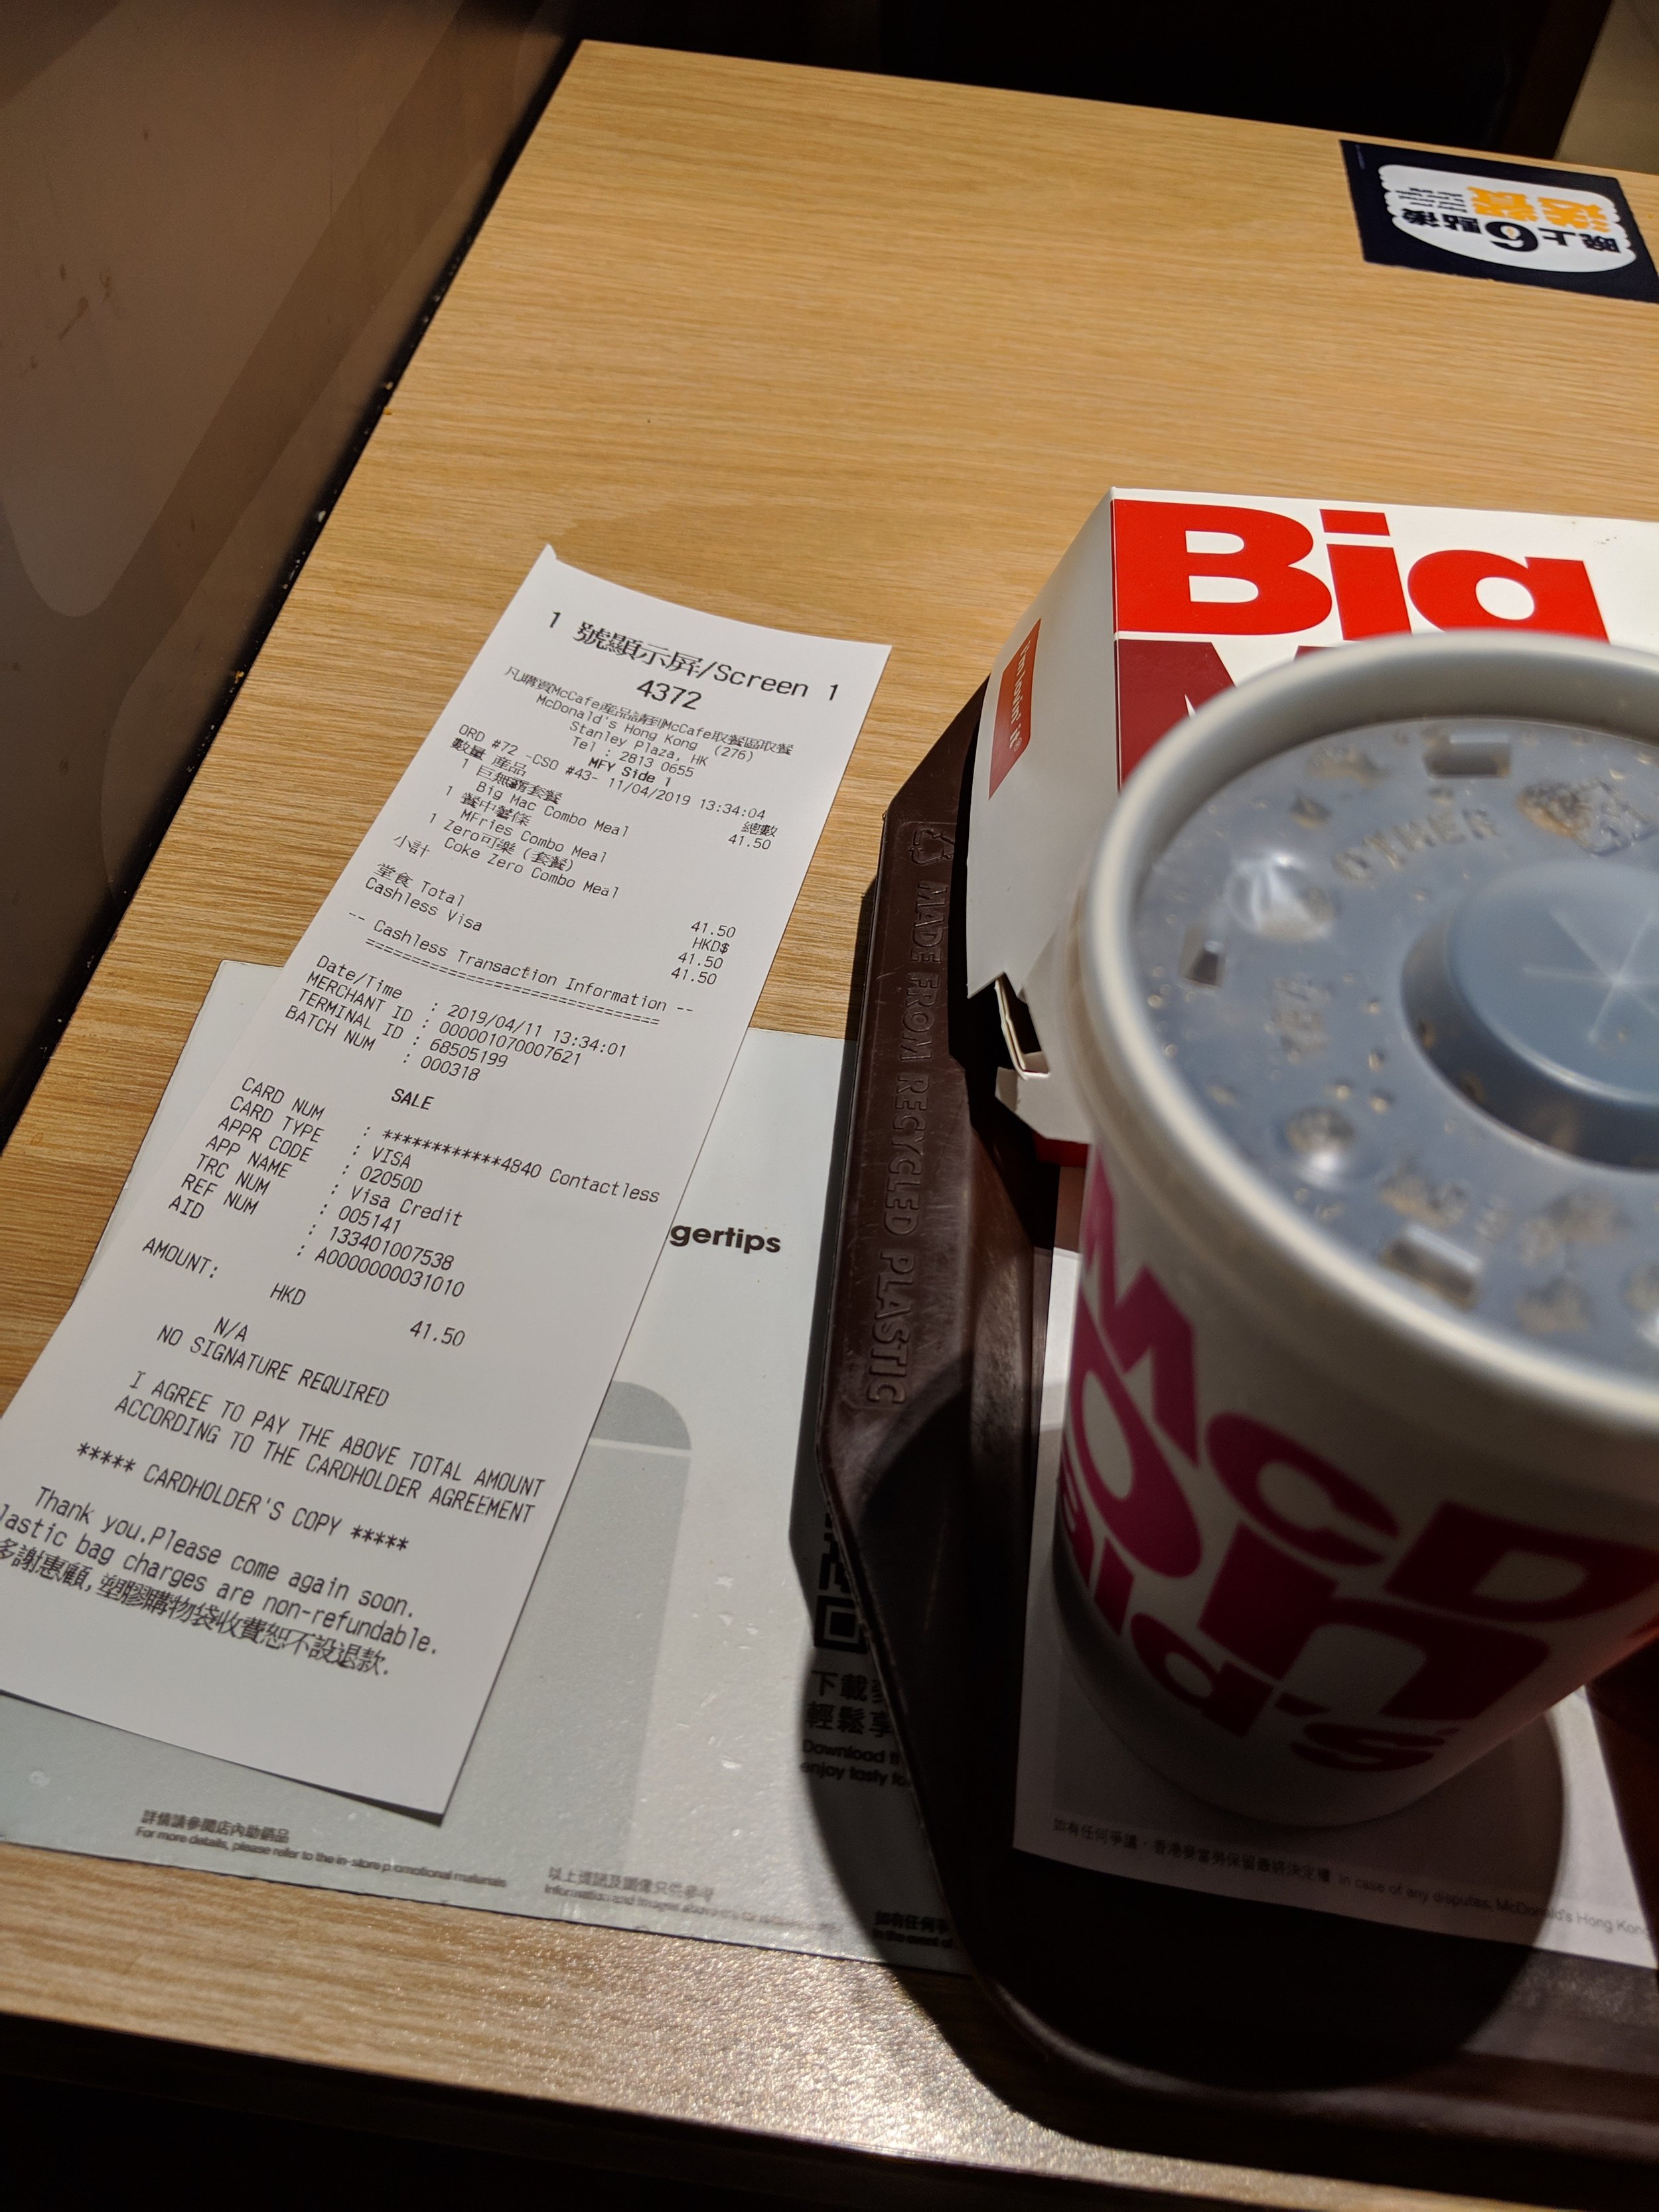 1 號顯示屏/Screen 1
4372
凡購買McCafe產品請到McCafe取餐區取餐
McDonald's Hong Kong (276)
Stanley Plaza, HK
Tel : 2813 0655
MFY Side 1
ORD #72 -CSO #43- 11/04/2019 13:34:04
數量 產品 總數
1 巨無霸套餐 41.50
Big Mac Combo Meal
1 餐中薯條
MFries Combo Meal
1 Zero可樂(套餐)
Coke Zero Combo Meal
小計 41.50
HKD$
堂食 Total 41.50
Cashless Visa 41.50
-- Cashless Transaction Information --
======================================
Date/Time : 2019/04/11 13:34:01
MERCHANT ID : 000001070007621
TERMINAL ID : 68505199
BATCH NUM : 000318
SALE
CARD NUM : ************4840 Contactless
CARD TYPE : VISA
APPR CODE : 02050D
APP NAME : Visa Credit
TRC NUM : 005141
REF NUM : 133401007538
AID : A0000000031010
AMOUNT:
HKD 41.50
N/A
NO SIGNATURE REQUIRED
I AGREE TO PAY THE ABOVE TOTAL AMOUNT
ACCORDING TO THE CARDHOLDER AGREEMENT
***** CARDHOLDER'S COPY *****
Thank you.Please come again soon.
lastic bag charges are non-refundable.
多謝惠顧,塑膠購物袋收費恕不設退款.
晚上6點後
送餐
Big
i'm lovin' it®
MADE FROM RECYCLED PLASTIC
OTHER
McDonald's
gertips
下載
輕鬆享
Download
enjoy tasty
詳情請參閱店內助銷品
For more details, please refer to the in-store promotional materials
以上資訊及圖像只供參考
Information and images above are for
如有任何爭
in the event of
如有任何爭議,香港麥當勞保留最終決定權 In case of any disputes, McDonald's Hong Kon